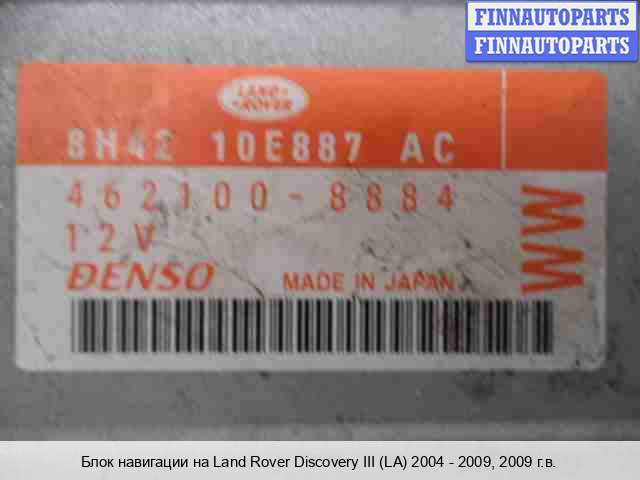 FINNAUTOPARTS
FINNAUTOPARTS
LAND-
-ROVER
8H42 10E887 AC
462100-8884
12V
WW
DENSO MADE IN JAPAN
Блок навигации на Land Rover Discovery III (LA) 2004 - 2009, 2009 г.в.